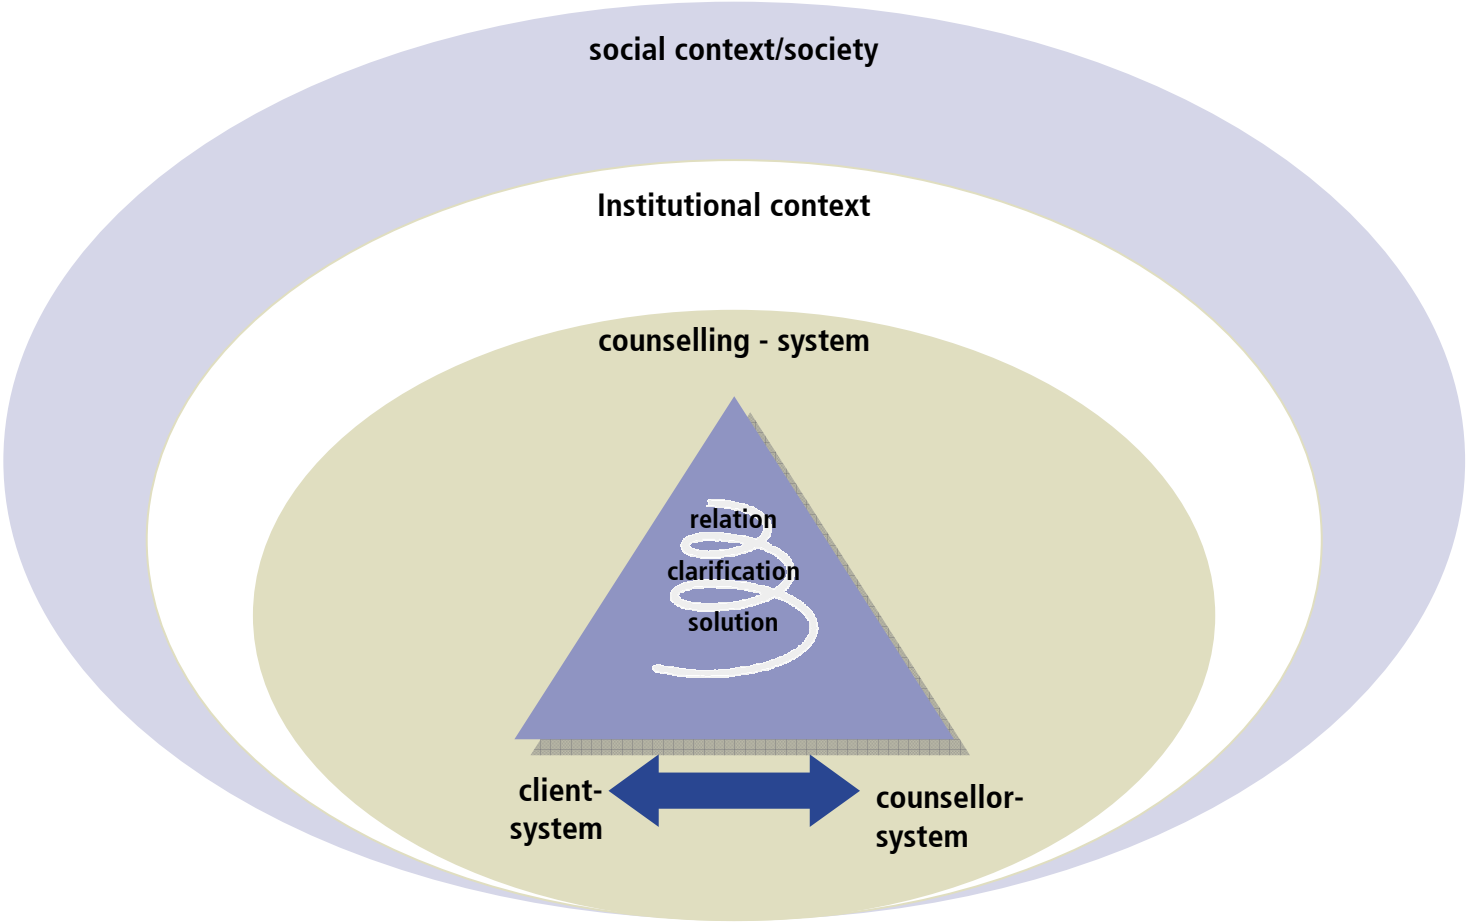 social context/society
Institutional context
counselling - system
relation
clarification
solution
client-
system
counsellor-
system